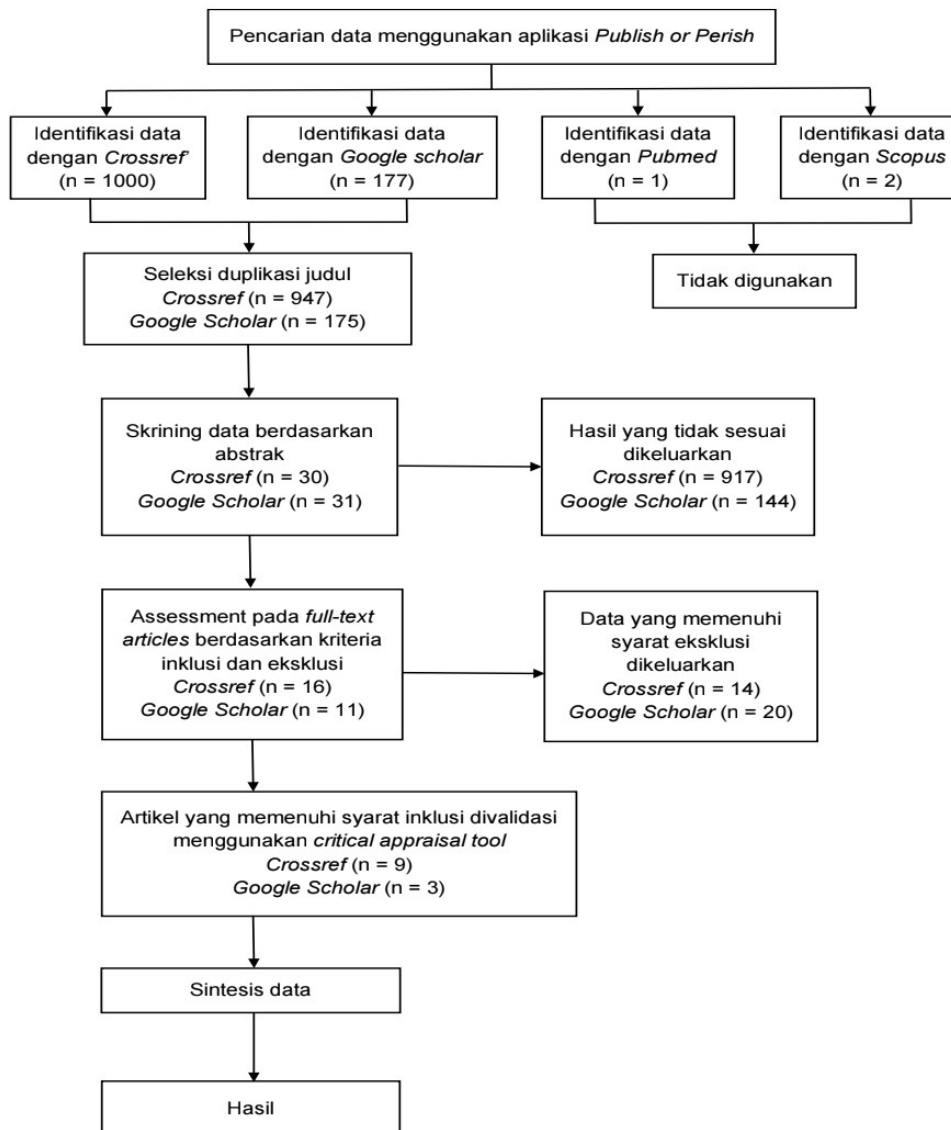 Pencarian data menggunakan aplikasi Publish or Perish
Identifikasi data
dengan Crossref'
(n = 1000)
Identifikasi data
dengan Google scholar
(n = 177)
Identifikasi data
dengan Pubmed
(n = 1)
Identifikasi data
dengan Scopus
(n = 2)
Seleksi duplikasi judul
Crossref (n = 947)
Google Scholar (n = 175)
Tidak digunakan
Skrining data berdasarkan
abstrak
Crossref (n = 30)
Google Scholar (n = 31)
Hasil yang tidak sesuai
dikeluarkan
Crossref (n = 917)
Google Scholar (n = 144)
Assessment pada full-text
articles berdasarkan kriteria
inklusi dan eksklusi
Crossref (n = 16)
Google Scholar (n = 11)
Data yang memenuhi
syarat eksklusi
dikeluarkan
Crossref (n = 14)
Google Scholar (n = 20)
Artikel yang memenuhi syarat inklusi divalidasi
menggunakan critical appraisal tool
Crossref (n = 9)
Google Scholar (n = 3)
Sintesis data
Hasil